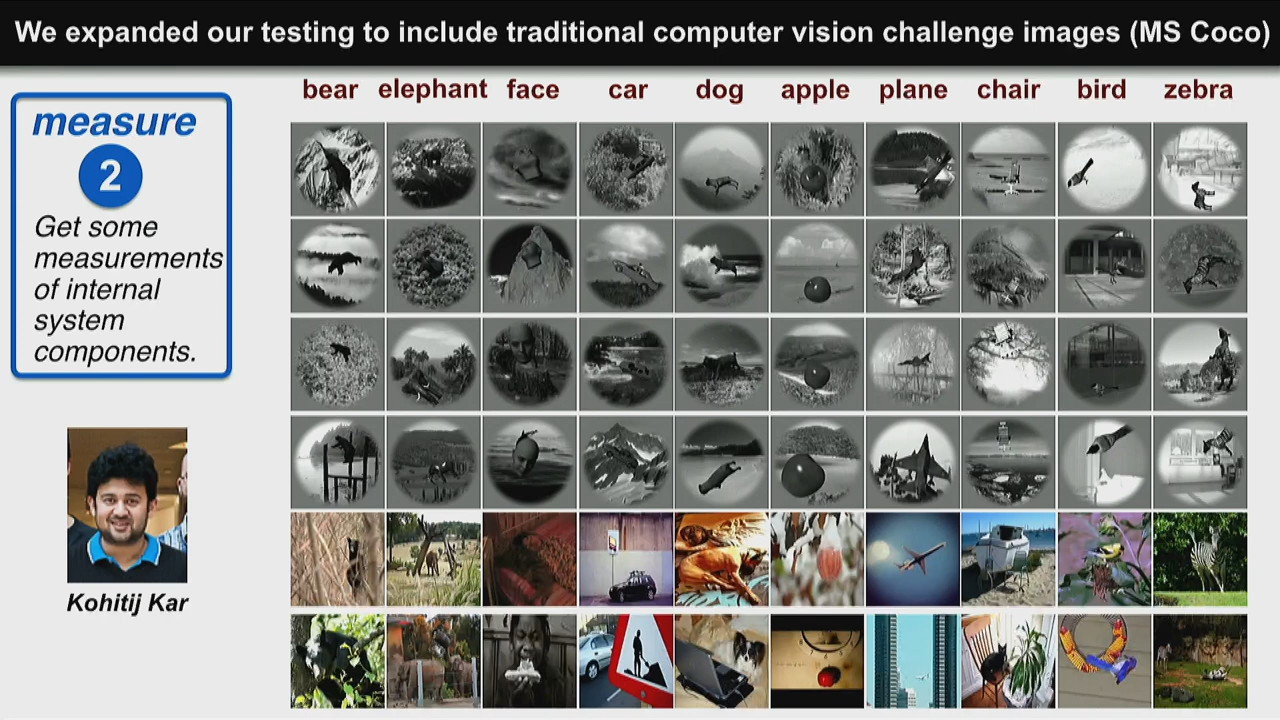 We expanded our testing to include traditional computer vision challenge images (MS Coco)
bear elephant face car dog apple plane chair bird zebra
measure
2
Get some
measurements
of internal
system
components.
Kohitij Kar